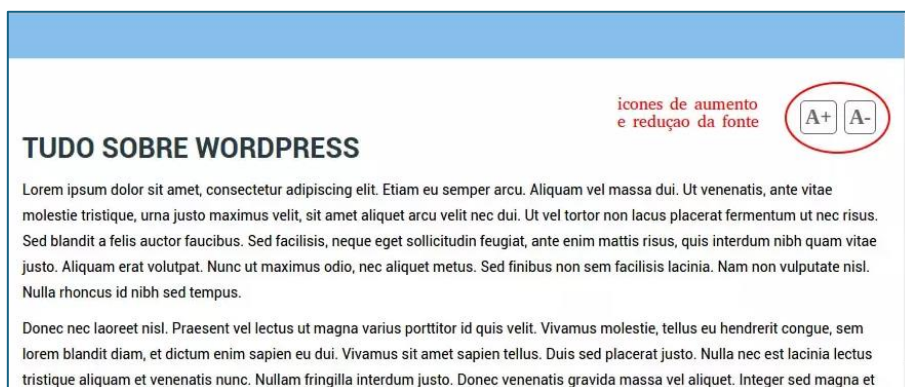 icones de aumento
e reduçao da fonte
A+ A-
TUDO SOBRE WORDPRESS
Lorem ipsum dolor sit amet, consectetur adipiscing elit. Etiam eu semper arcu. Aliquam vel massa dui. Ut venenatis, ante vitae
molestie tristique, urna justo maximus velit, sit amet aliquet arcu velit nec dui. Ut vel tortor non lacus placerat fermentum ut nec risus.
Sed blandit a felis auctor faucibus. Sed facilisis, neque eget sollicitudin feugiat, ante enim mattis risus, quis interdum nibh quam vitae
justo. Aliquam erat volutpat. Nunc ut maximus odio, nec aliquet metus. Sed finibus non sem facilisis lacinia. Nam non vulputate nisl.
Nulla rhoncus id nibh sed tempus.
Donec nec laoreet nisl. Praesent vel lectus ut magna varius porttitor id quis velit. Vivamus molestie, tellus eu hendrerit congue, sem
lorem blandit diam, et dictum enim sapien eu dui. Vivamus sit amet sapien tellus. Duis sed placerat justo. Nulla nec est lacinia lectus
tristique aliquam et venenatis nunc. Nullam fringilla interdum justo. Donec venenatis gravida massa vel aliquet. Integer sed magna et